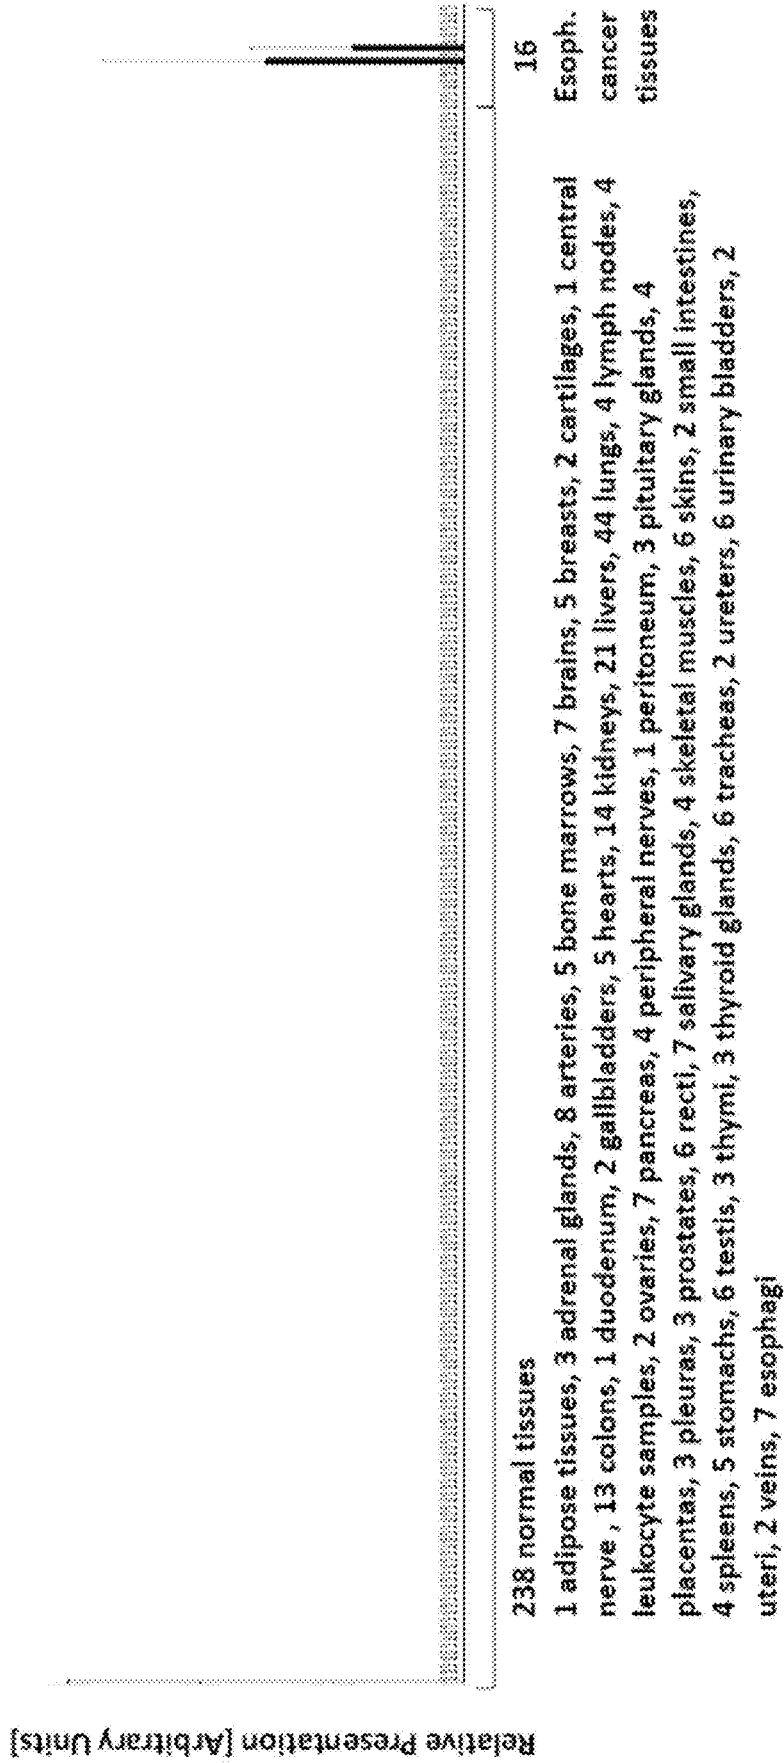 Relative Presentation [Arbitrary Units]
238 normal tissues
1 adipose tissues, 3 adrenal glands, 8 arteries, 5 bone marrows, 7 brains, 5 breasts, 2 cartilages, 1 central
nerve , 13 colons, 1 duodenum, 2 gallbladders, 5 hearts, 14 kidneys, 21 livers, 44 lungs, 4 lymph nodes, 4
leukocyte samples, 2 ovaries, 7 pancreas, 4 peripheral nerves, 1 peritoneum, 3 pituitary glands, 4
placentas, 3 pleuras, 3 prostates, 6 recti, 7 salivary glands, 4 skeletal muscles, 6 skins, 2 small intestines,
4 spleens, 5 stomachs, 6 testis, 3 thymi, 3 thyroid glands, 6 tracheas, 2 ureters, 6 urinary bladders, 2
uteri, 2 veins, 7 esophagi
16
Esoph.
cancer
tissues